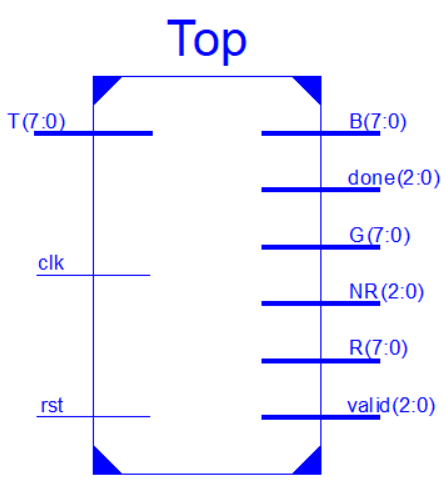 Top
T(7:0)
clk
rst
B(7:0)
done(2:0)
G(7:0)
NR(2:0)
R(7:0)
valid(2:0)